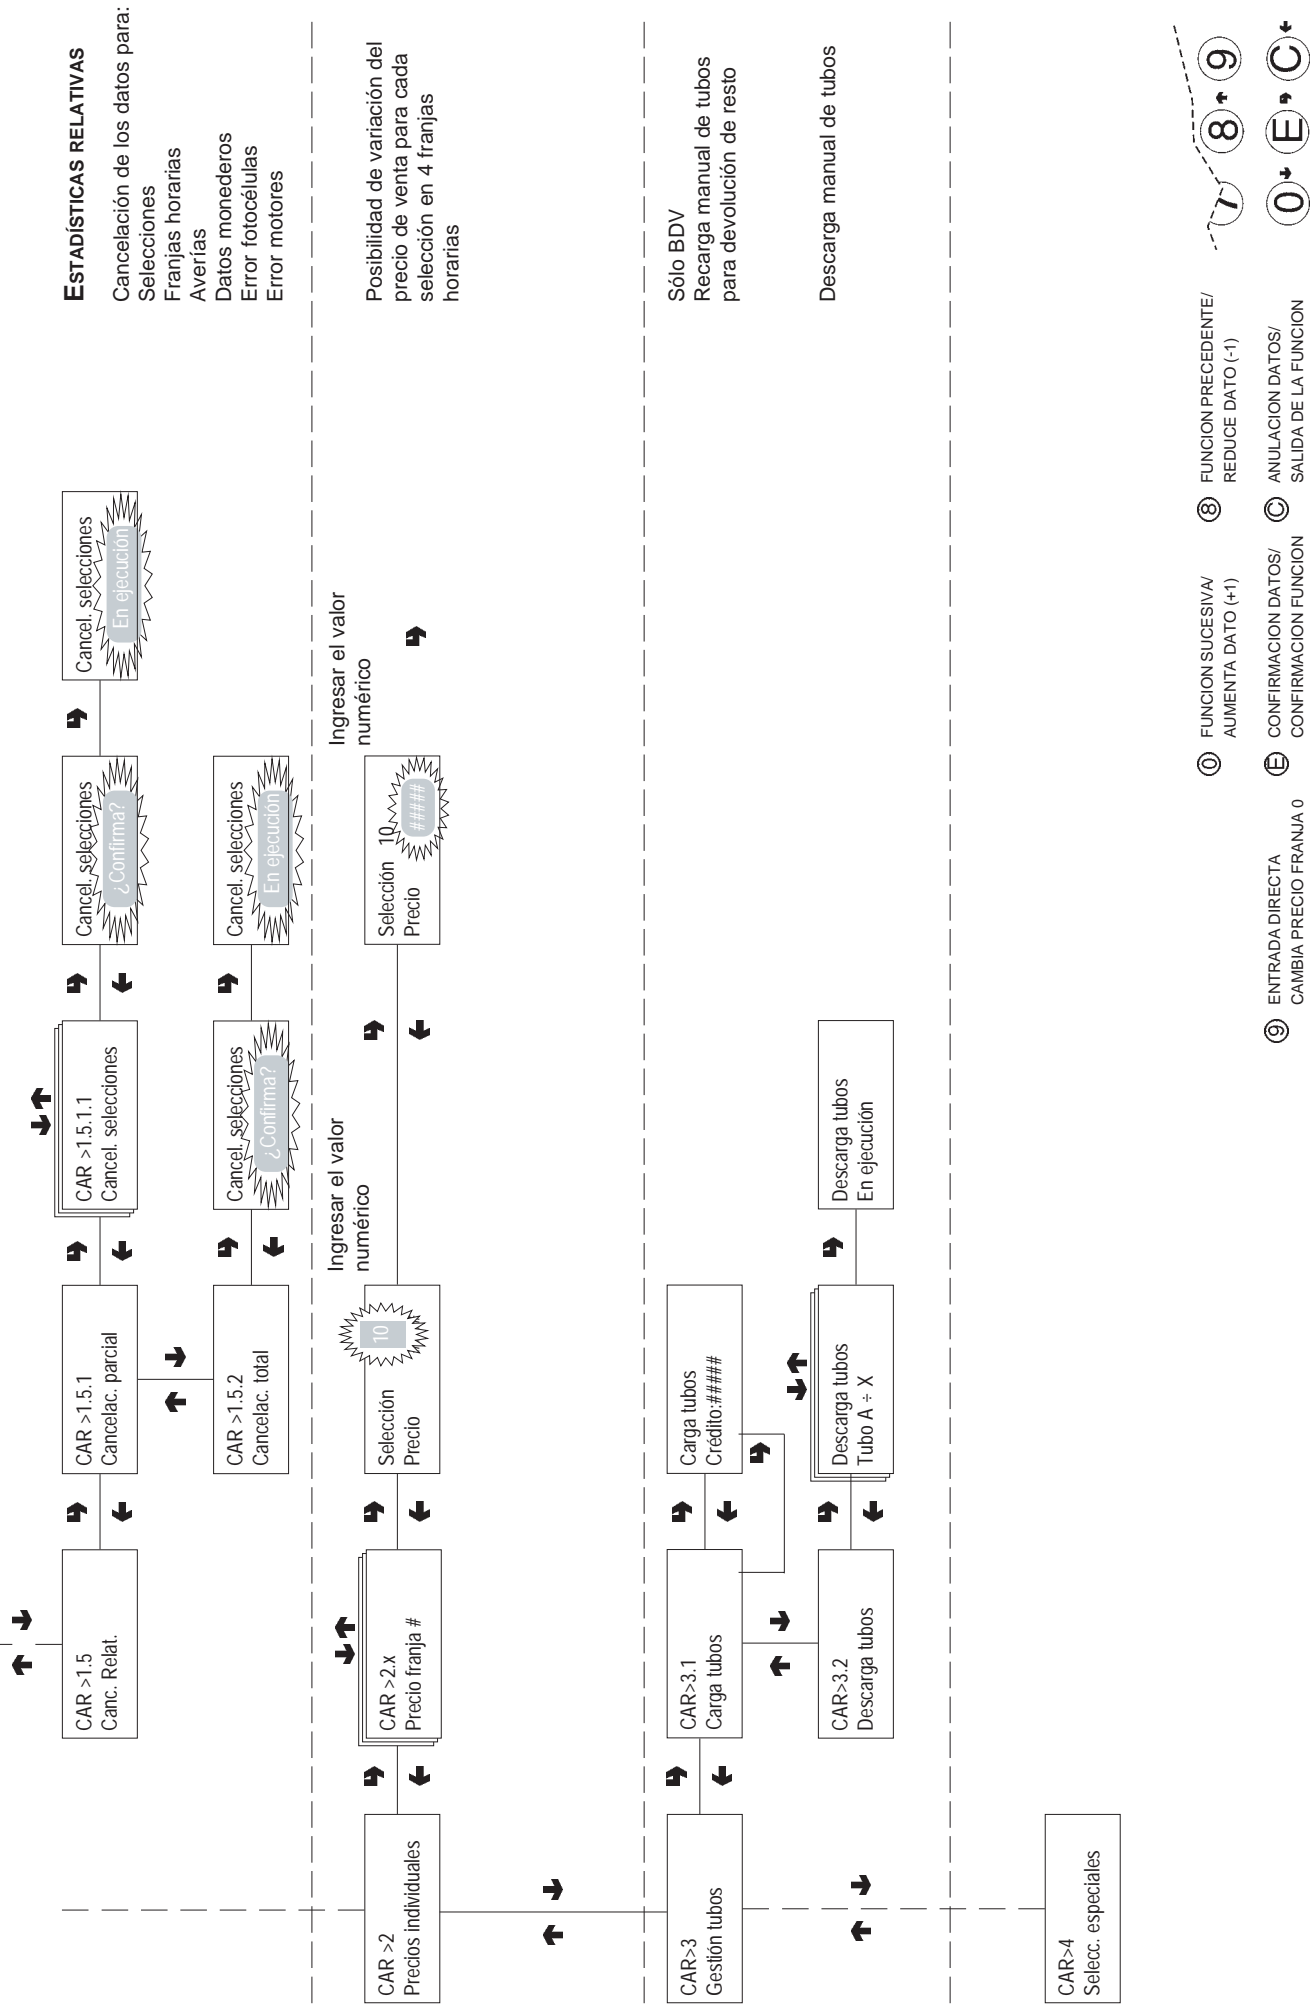 CAR >1.5
Canc. Relat.
CAR >1.5.1
Cancelac. parcial
CAR >1.5.1.1
Cancel. selecciones
Cancel. selecciones
¿Confirma?
Cancel. selecciones
En ejecución
ESTADÍSTICAS RELATIVAS
Cancelación de los datos para:
Selecciones
Franjas horarias
Averías
Datos monederos
Error fotocélulas
Error motores
CAR >1.5.2
Cancelac. total
Cancel. selecciones
¿Confirma?
Cancel. selecciones
En ejecución
CAR >2
Precios individuales
CAR >2.x
Precio franja #
Selección 10
Precio
Ingresar el valor
numérico
Selección 10
Precio #####
Ingresar el valor
numérico
Posibilidad de variación del
precio de venta para cada
selección en 4 franjas
horarias
CAR>3
Gestión tubos
CAR>3.1
Carga tubos
Carga tubos
Crédito:#####
Sólo BDV
Recarga manual de tubos
para devolución de resto
CAR>3.2
Descarga tubos
Descarga tubos
Tubo A ÷ X
Descarga tubos
En ejecución
Descarga manual de tubos
CAR>4
Selecc. especiales
9 ENTRADA DIRECTA
CAMBIA PRECIO FRANJA 0
0 FUNCION SUCESIVA/
AUMENTA DATO (+1)
E CONFIRMACION DATOS/
CONFIRMACION FUNCION
8 FUNCION PRECEDENTE/
REDUCE DATO (-1)
C ANULACION DATOS/
SALIDA DE LA FUNCION
7 8 9
0 E C